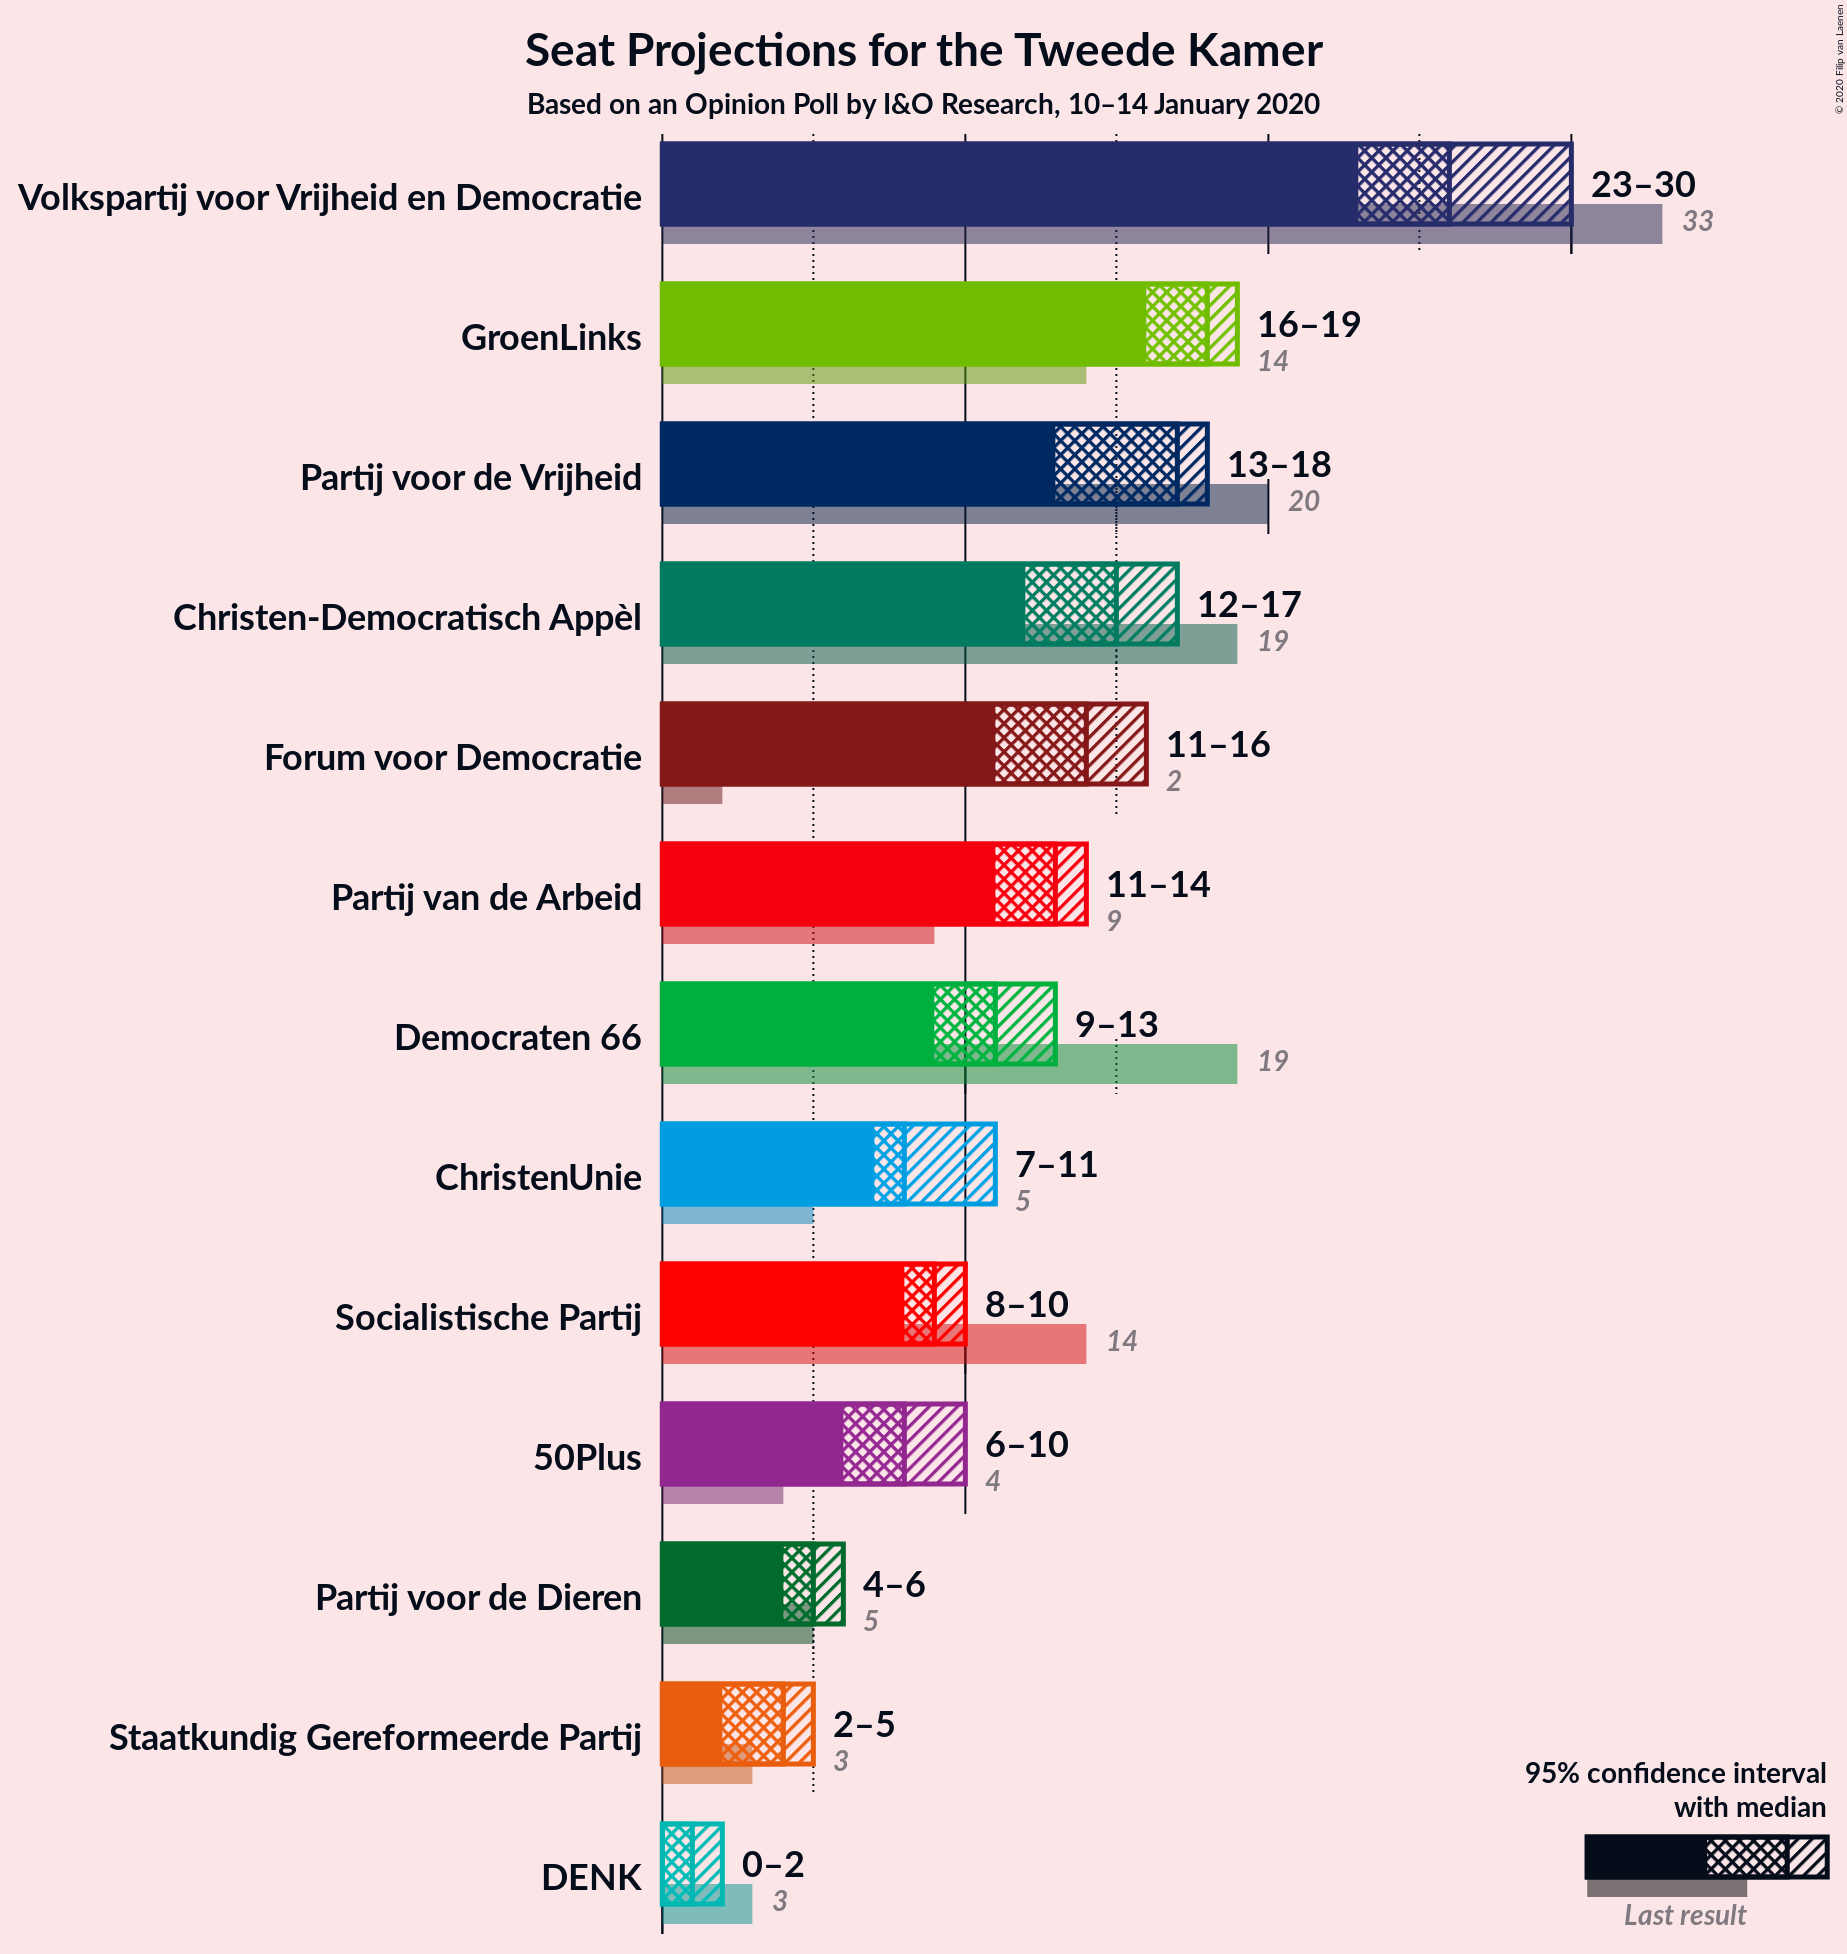 Seat Projections for the Tweede Kamer
Based on an Opinion Poll by I&O Research, 10–14 January 2020
© 2020 Filip van Laenen
Volkspartij voor Vrijheid en Democratie
23–30
33
GroenLinks
16–19
14
Partij voor de Vrijheid
13–18
20
Christen-Democratisch Appèl
12–17
19
Forum voor Democratie
11–16
2
Partij van de Arbeid
11–14
9
Democraten 66
9–13
19
ChristenUnie
7–11
5
Socialistische Partij
8–10
14
50Plus
6–10
4
Partij voor de Dieren
4–6
5
Staatkundig Gereformeerde Partij
2–5
3
DENK
0–2
3
95% confidence interval
with median
Last result